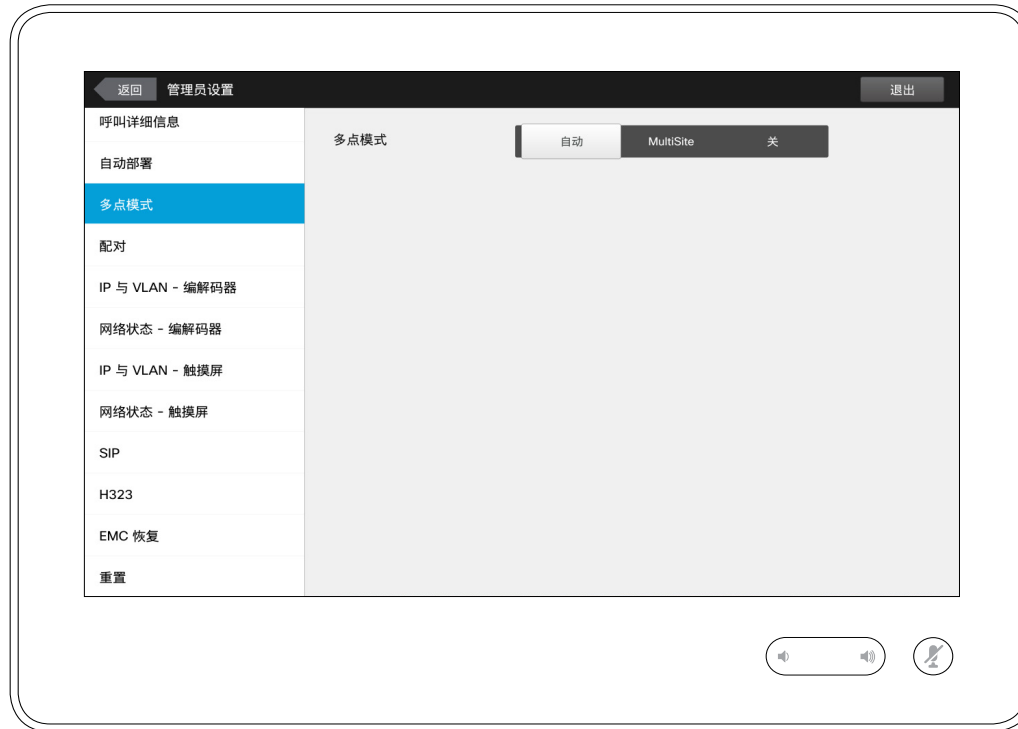 返回 管理员设置 退出
呼叫详细信息
自动部署
多点模式
配对
IP 与 VLAN - 编解码器
网络状态 - 编解码器
IP 与 VLAN - 触摸屏
网络状态 - 触摸屏
SIP
H323
EMC 恢复
重置
多点模式 自动 MultiSite 关